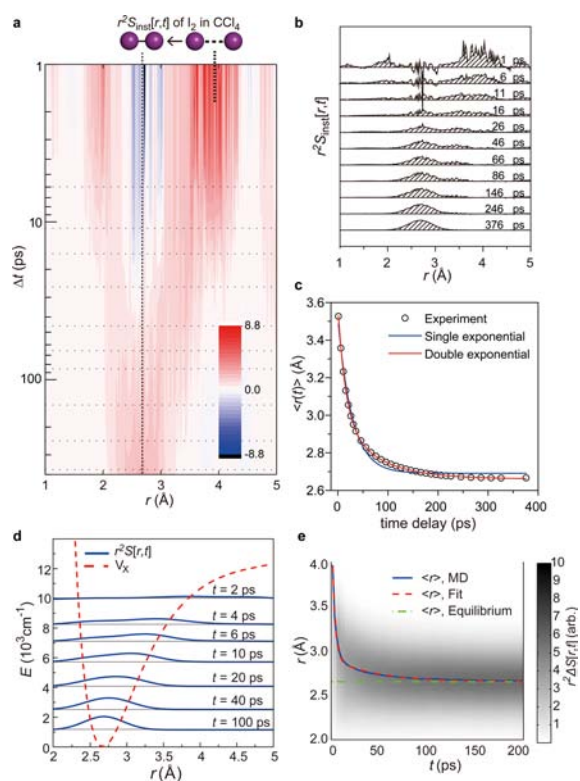 a
r²S_inst[r,t] of I₂ in CCl₄
1
10
100
Δt (ps)
8.8
0.0
-8.8
1 2 3 4 5
r (Å)
b
r²S_inst[r,t]
1 ps
6 ps
11 ps
16 ps
26 ps
46 ps
66 ps
86 ps
146 ps
246 ps
376 ps
1 2 3 4 5
r (Å)
c
3.6
3.4
3.2
3.0
2.8
2.6
<r(t)> (Å)
Experiment
Single exponential
Double exponential
0 100 200 300 400
time delay (ps)
d
r²S[r,t]
V_X
12
10
8
6
4
2
0
E (10³cm⁻¹)
t = 2 ps
t = 4 ps
t = 6 ps
t = 10 ps
t = 20 ps
t = 40 ps
t = 100 ps
2.0 2.5 3 3.5 4 4.5 5
r (Å)
e
4.0
3.5
3.0
2.5
2.0
r (Å)
<r>, MD
<r>, Fit
<r>, Equilibrium
0 50 100 150 200
t (ps)
10
9
8
7
6
5
4
3
2
1
0
r²ΔS[r,t] (arb.)